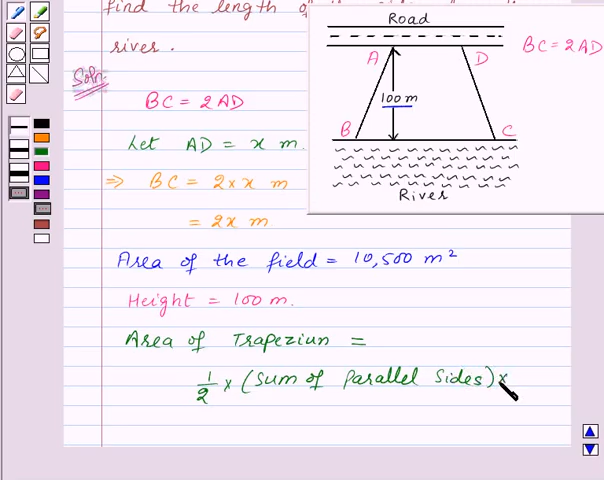 find the length of
river.
Soln:
BC = 2AD
Let AD = x m.
⇒ BC = 2 × x m
= 2x m
Area of the field = 10,500 m²
Height = 100 m.
Area of Trapeziun =
1/2 × (Sum of Parallel Sides) ×
Road
A
D
BC = 2AD
100 m
B
C
River